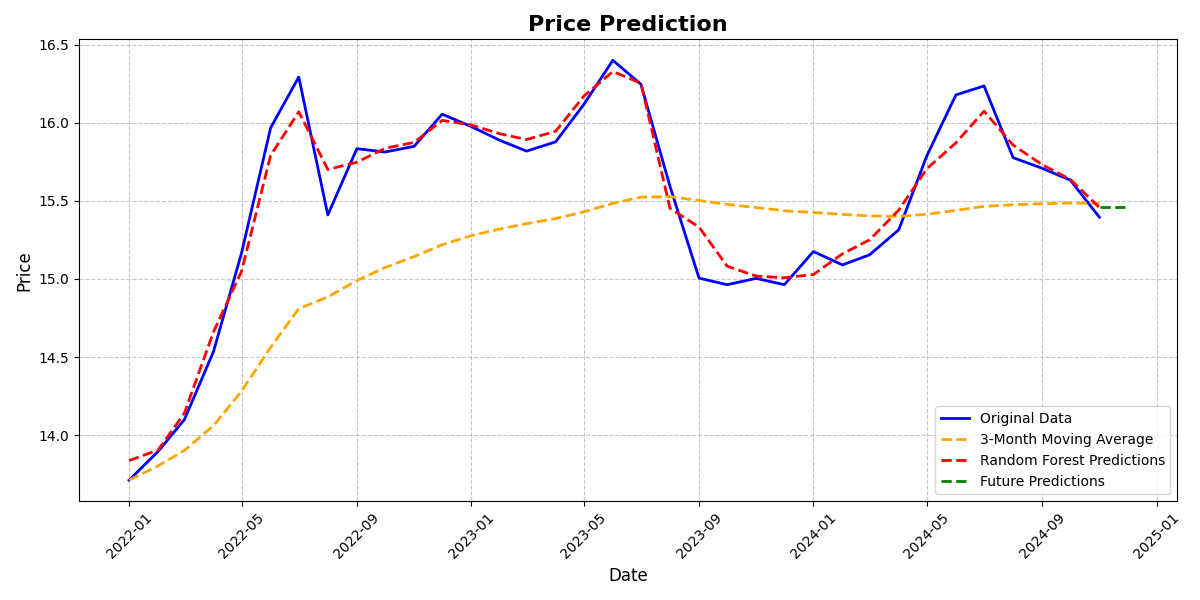 Price Prediction
16.5
16.0
15.5
15.0
14.5
14.0
Price
Original Data
3-Month Moving Average
Random Forest Predictions
Future Predictions
2022-01
2022-05
2022-09
2023-01
2023-05
2023-09
2024-01
2024-05
2024-09
2025-01
Date